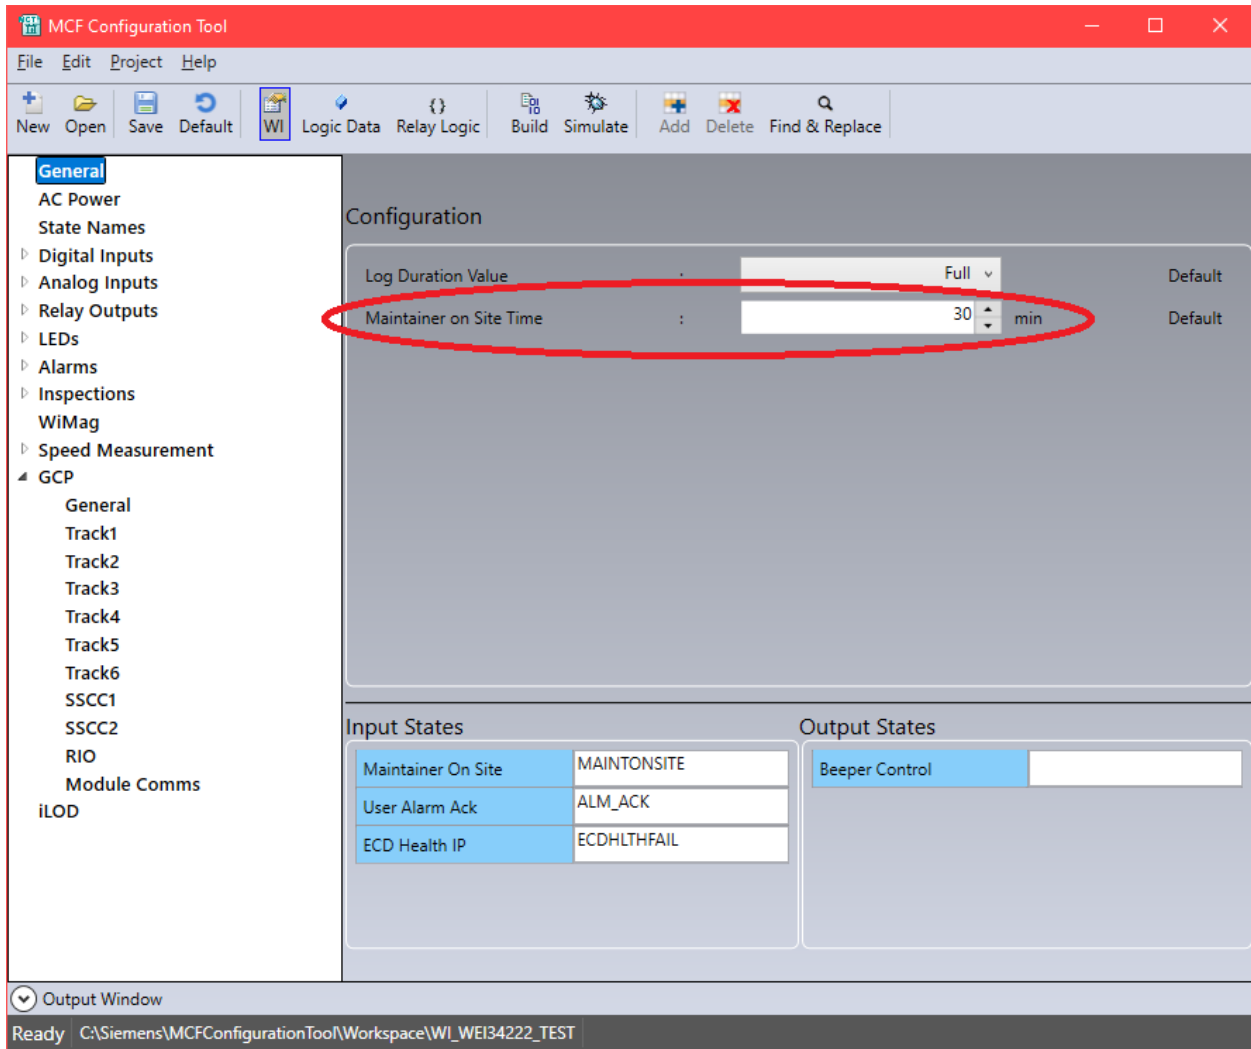 MCF Configuration Tool
File Edit Project Help
New Open Save Default WI Logic Data Relay Logic Build Simulate Add Delete Find & Replace
General
AC Power
State Names
Digital Inputs
Analog Inputs
Relay Outputs
LEDs
Alarms
Inspections
WiMag
Speed Measurement
GCP
General
Track1
Track2
Track3
Track4
Track5
Track6
SSCC1
SSCC2
RIO
Module Comms
iLOD
Configuration
Log Duration Value : Full Default
Maintainer on Site Time : 30 min Default
Input States
Maintainer On Site MAINTONSITE
User Alarm Ack ALM_ACK
ECD Health IP ECDHLTHFAIL
Output States
Beeper Control
Output Window
Ready C:\Siemens\MCFConfigurationTool\Workspace\WI_WEI34222_TEST